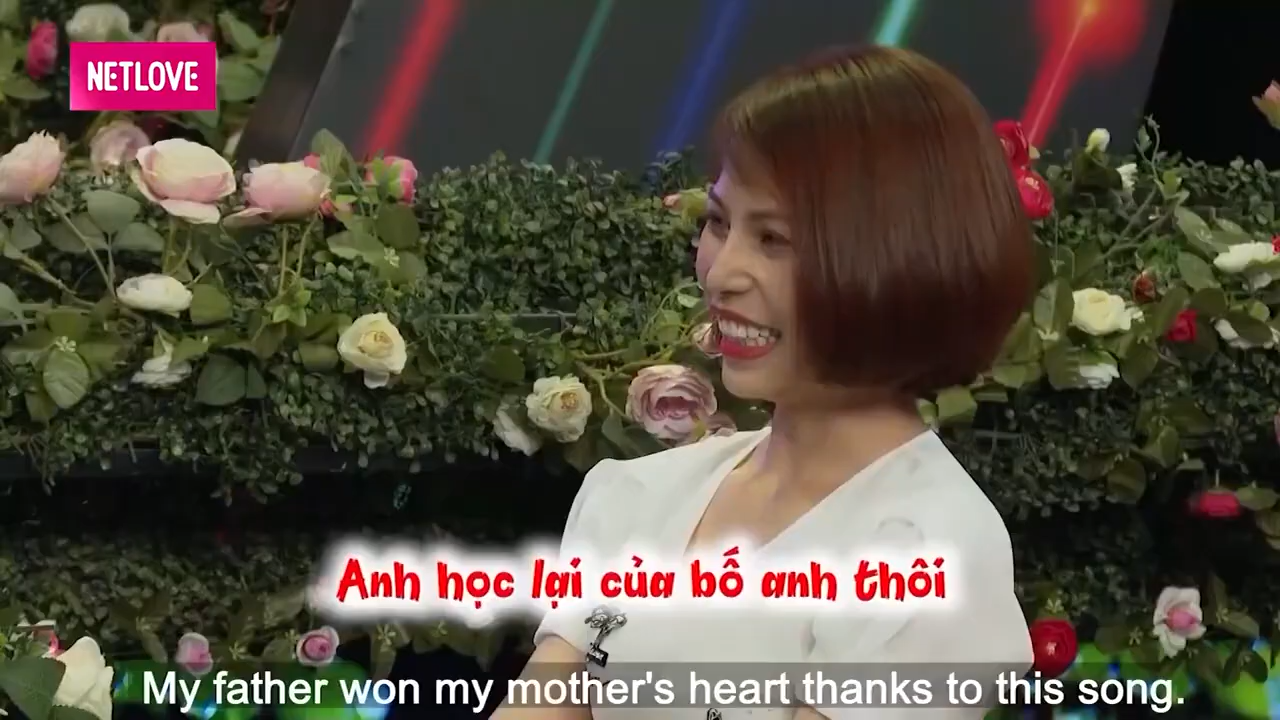 NETLOVE
Anh học lại của bố anh thôi
My father won my mother's heart thanks to this song.